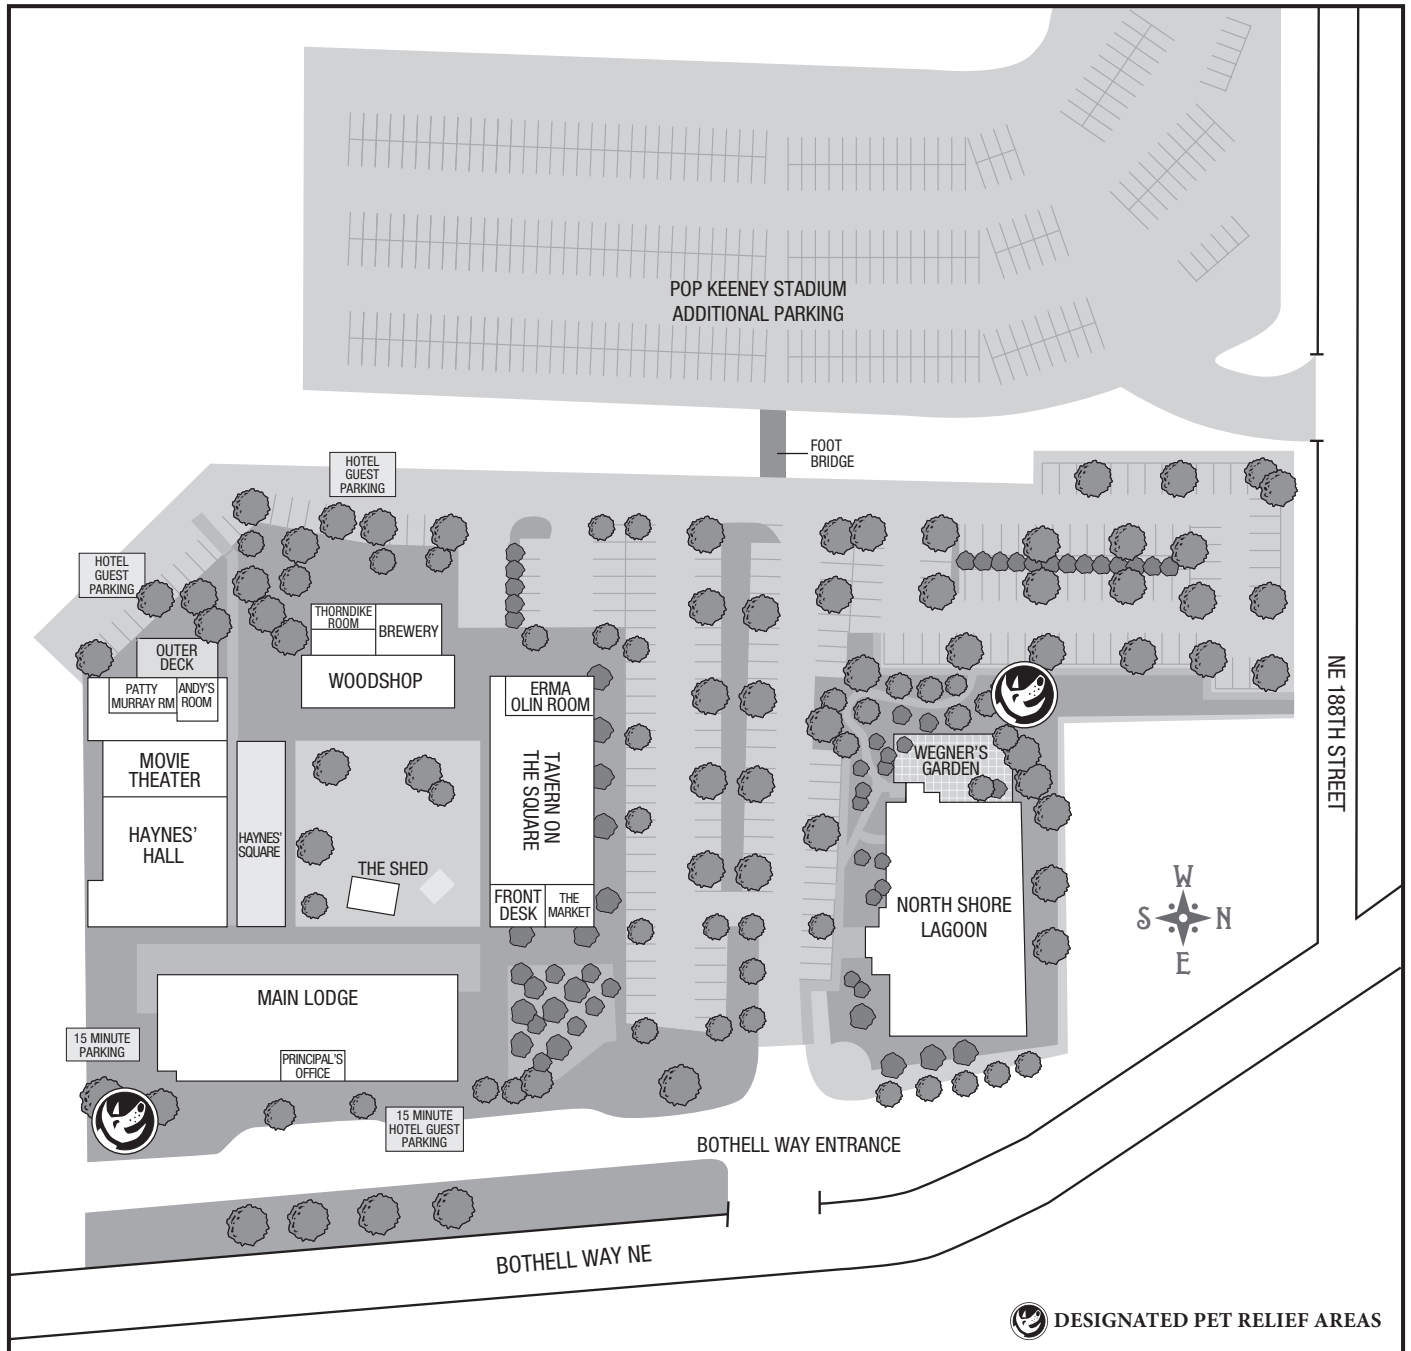 POP KEENEY STADIUM
ADDITIONAL PARKING
FOOT
BRIDGE
HOTEL
GUEST
PARKING
HOTEL
GUEST
PARKING
THORNDIKE
ROOM
BREWERY
WOODSHOP
OUTER
DECK
PATTY
MURRAY RM
ANDY'S
ROOM
MOVIE
THEATER
HAYNES'
HALL
HAYNES'
SQUARE
THE SHED
ERMA
OLIN ROOM
TAVERN ON
THE SQUARE
FRONT
DESK
THE
MARKET
WEGNER'S
GARDEN
NORTH SHORE
LAGOON
NE 188TH STREET
W
S N
E
MAIN LODGE
PRINCIPAL'S
OFFICE
15 MINUTE
PARKING
15 MINUTE
HOTEL GUEST
PARKING
BOTHELL WAY ENTRANCE
BOTHELL WAY NE
DESIGNATED PET RELIEF AREAS